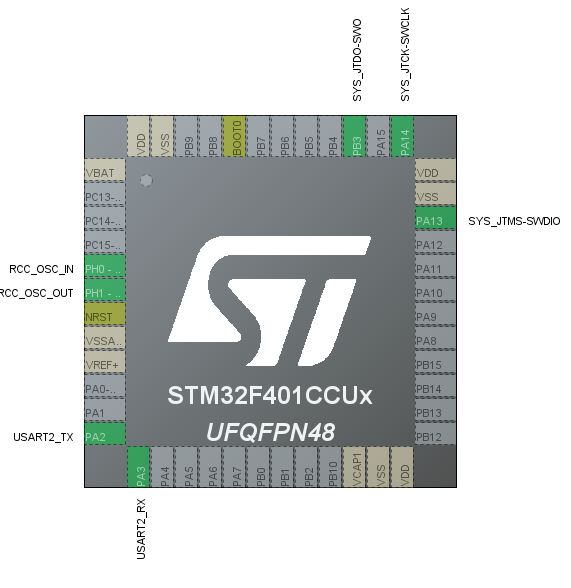 SYS_JTDO-SWO
SYS_JTCK-SWCLK
VDD
VSS
PB9
PB8
BOOT0
PB7
PB6
PB5
PB4
PB3
PA15
PA14
VBAT
PC13-..
PC14-..
PC15-..
RCC_OSC_IN
PH0 - ..
RCC_OSC_OUT
PH1 - ..
NRST
VSSA..
VREF+
PA0-..
PA1
USART2_TX
PA2
VDD
VSS
PA13
SYS_JTMS-SWDIO
PA12
PA11
PA10
PA9
PA8
PB15
PB14
PB13
PB12
ST
STM32F401CCUx
UFQFPN48
PA3
PA4
PA5
PA6
PA7
PB0
PB1
PB2
PB10
VCAP1
VSS
VDD
USART2_RX